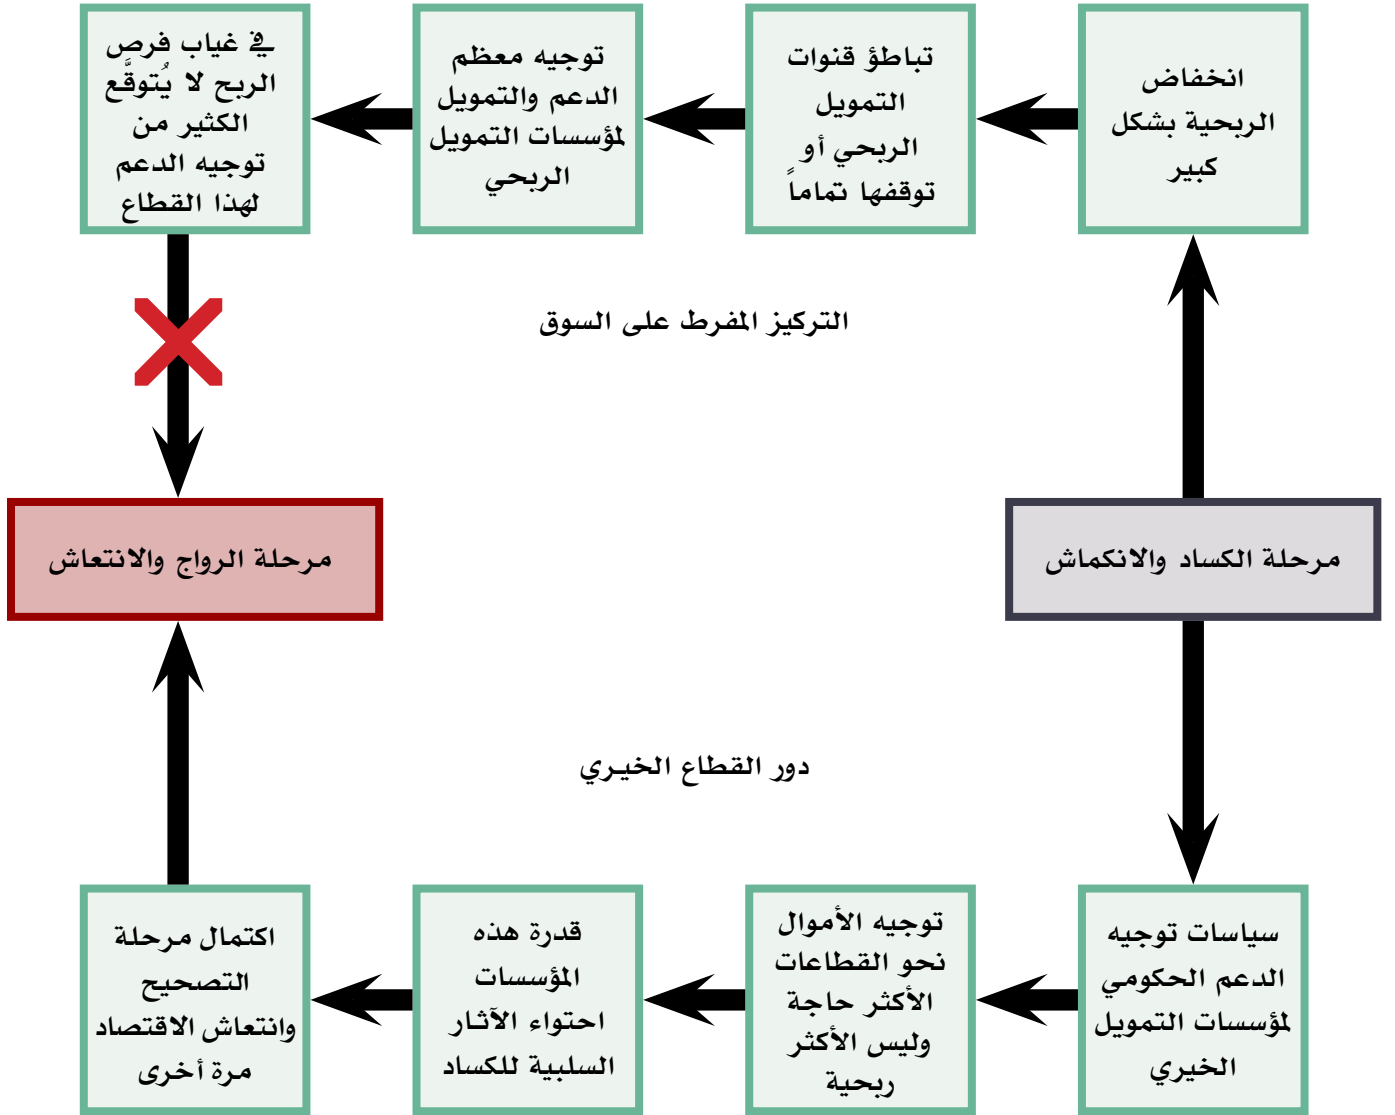 انخفاض
الربحية بشكل
كبير
تباطؤ قنوات
التمويل
الربحي أو
توقفها تماماً
توجيه معظم
الدعم والتمويل
لمؤسسات التمويل
الربحي
في غياب فرص
الربح لا يُتوقَّع
الكثير من
توجيه الدعم
لهذا القطاع
التركيز المفرط على السوق
مرحلة الكساد والانكماش
مرحلة الرواج والانتعاش
دور القطاع الخيري
سياسات توجيه
الدعم الحكومي
لمؤسسات التمويل
الخيري
توجيه الأموال
نحو القطاعات
الأكثر حاجة
وليس الأكثر
ربحية
قدرة هذه
المؤسسات
احتواء الآثار
السلبية للكساد
اكتمال مرحلة
التصحيح
وانتعاش الاقتصاد
مرة أخرى